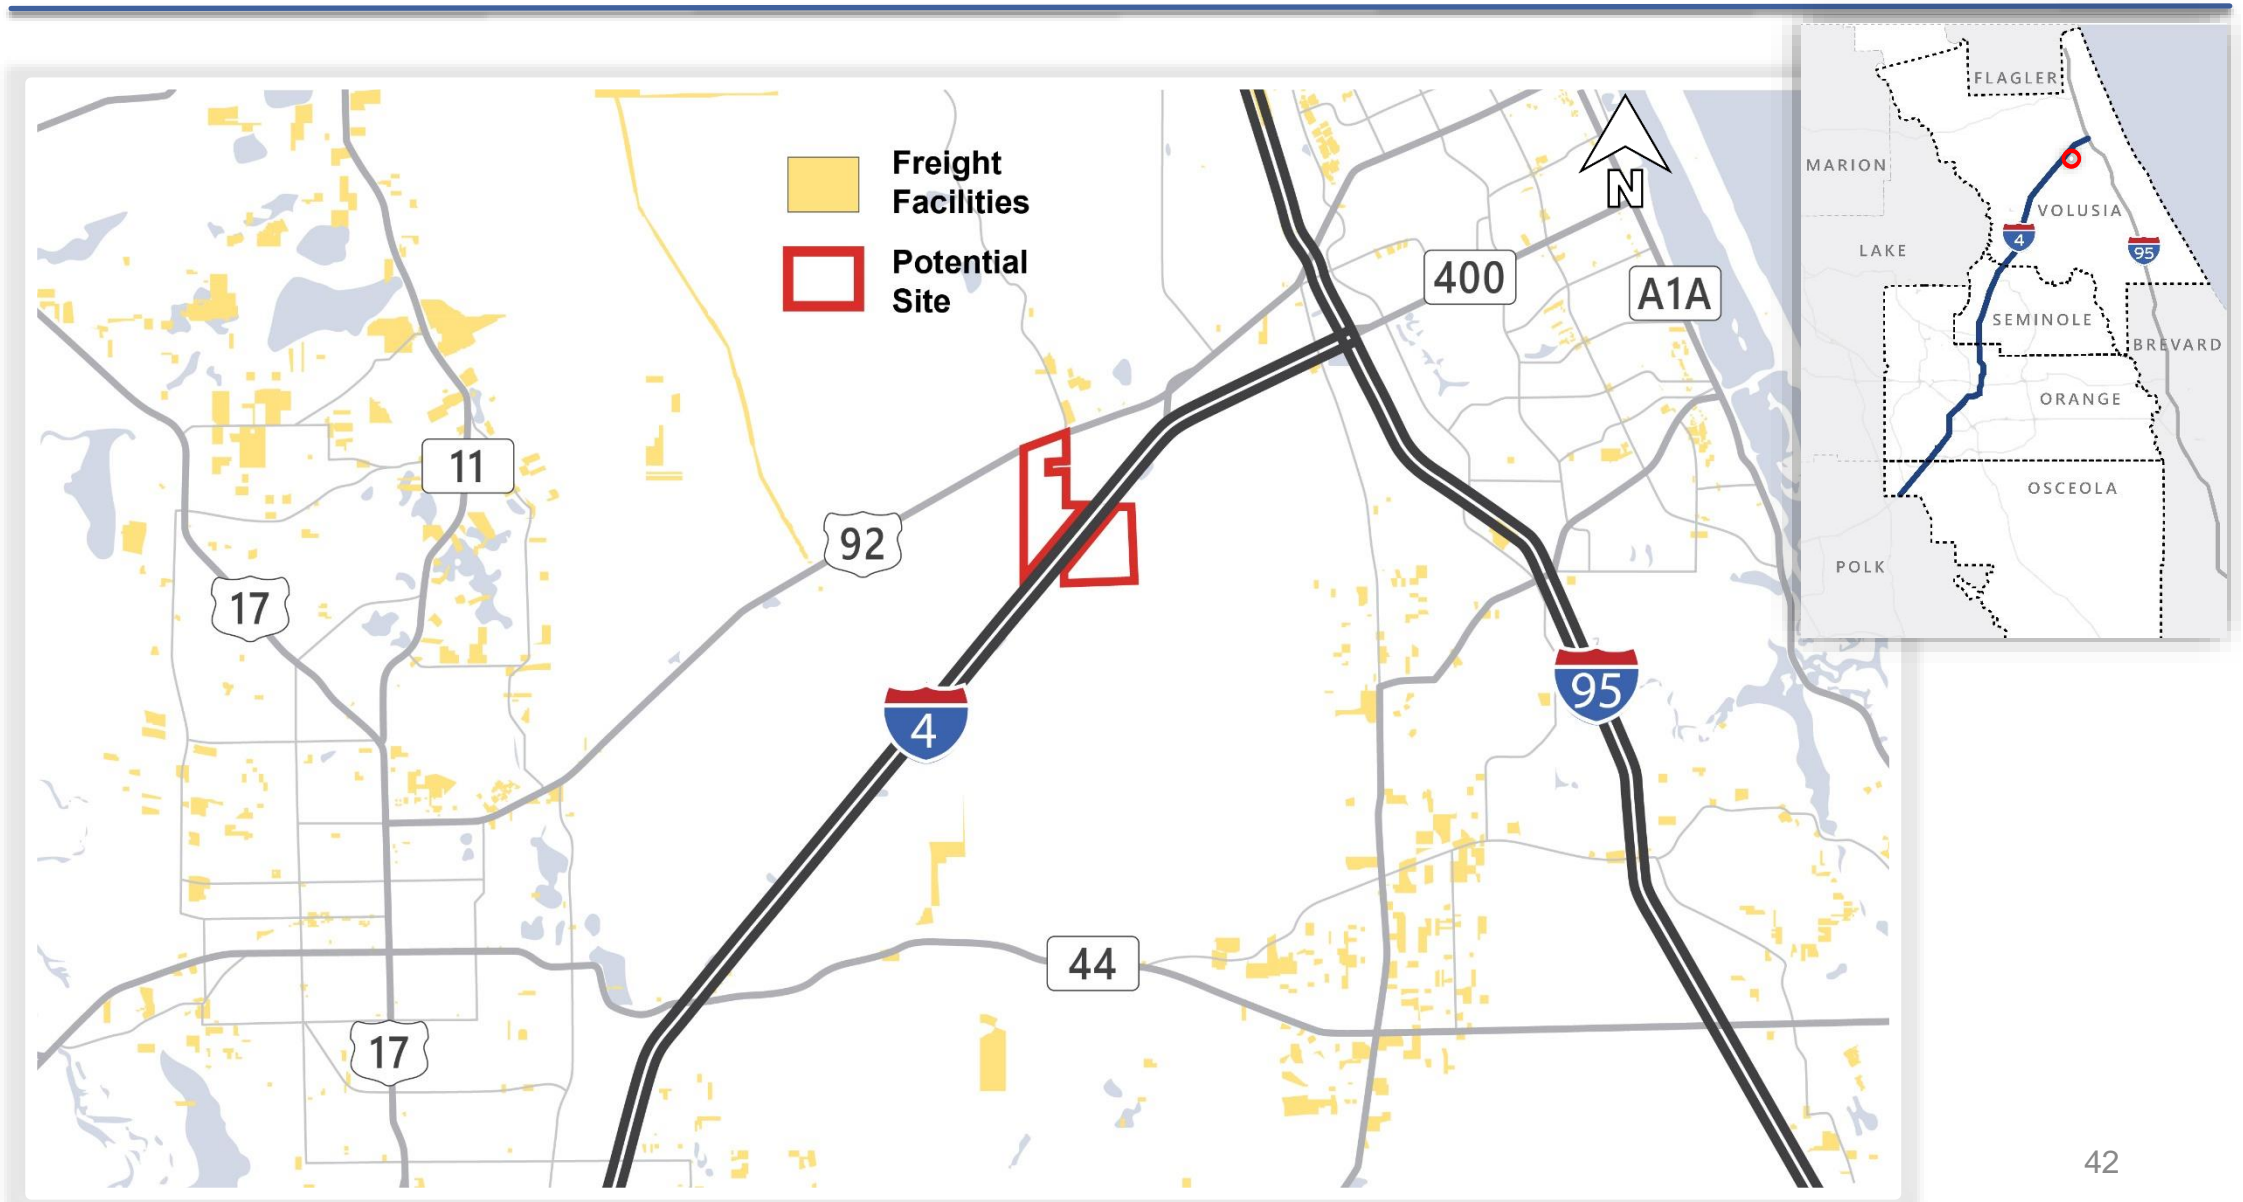 Freight
Facilities
Potential
Site
N
400
A1A
11
92
17
4
95
44
17
FLAGLER
MARION
VOLUSIA
4
95
LAKE
SEMINOLE
BREVARD
ORANGE
OSCEOLA
POLK
42